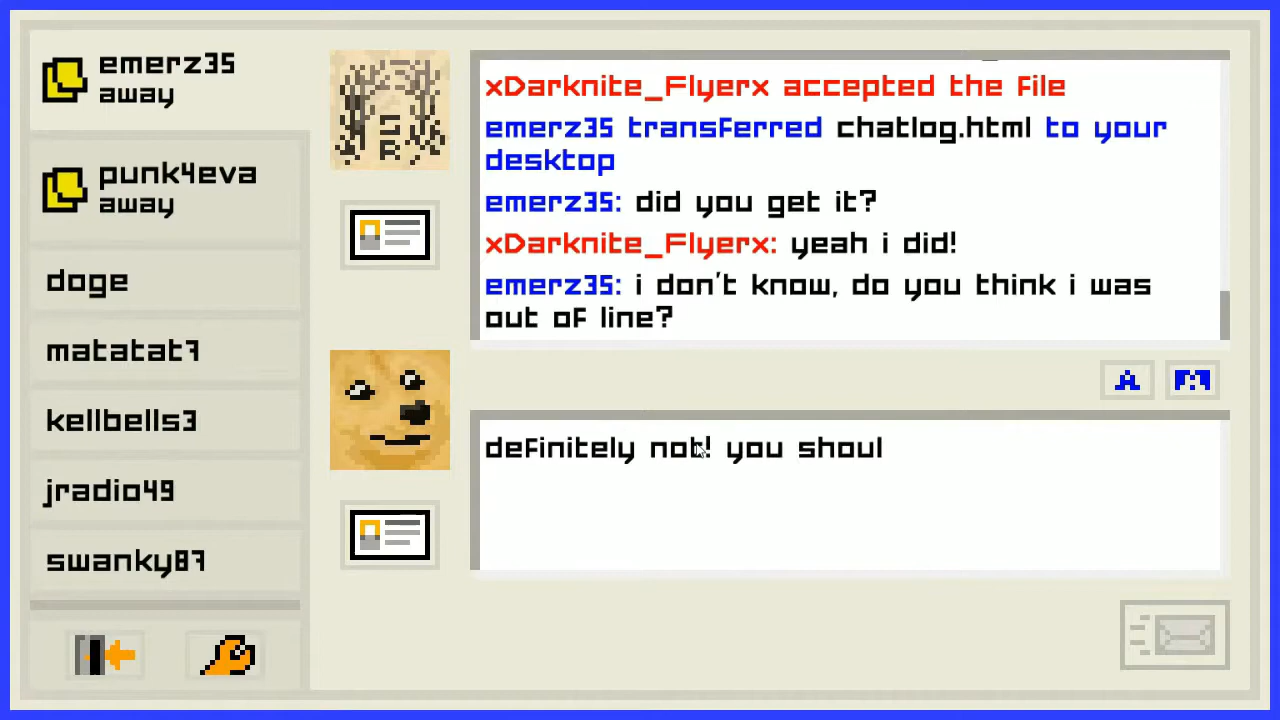 emerz35
away
punk4eva
away
doge
matatat7
kellbells3
jradio49
swanky87
xDarknite_Flyerx accepted the file
emerz35 transferred chatlog.html to your
desktop
emerz35: did you get it?
xDarknite_Flyerx: yeah i did!
emerz35: i don't know, do you think i was
out of line?
A
definitely not! you shoul